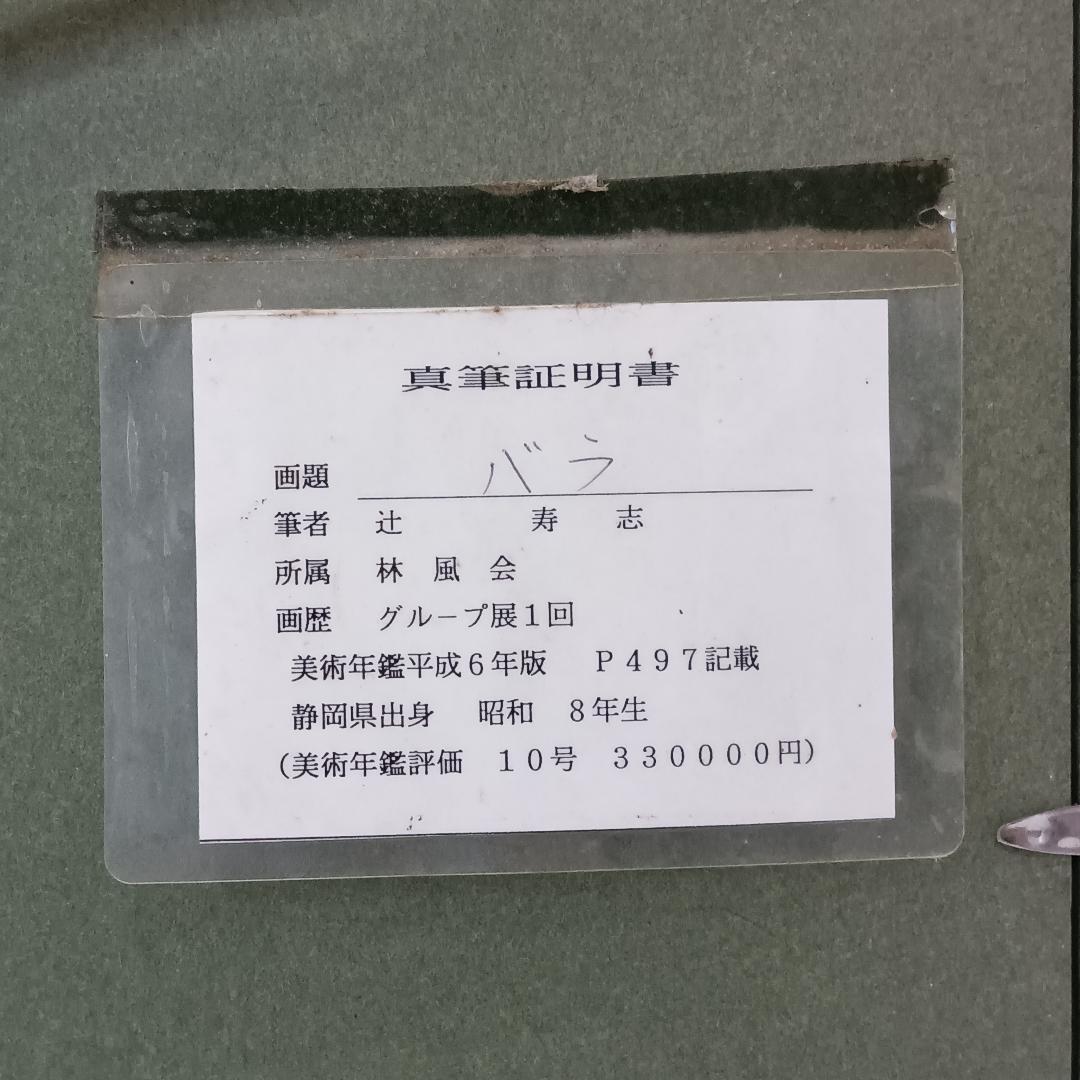 真筆証明書
画題 バラ
筆者 辻 寿 志
所属 林 風 会
画歴 グループ展１回
美術年鑑平成６年版 Ｐ４９７記載
静岡県出身 昭和 ８年生
（美術年鑑評価 １０号 ３３００００円）